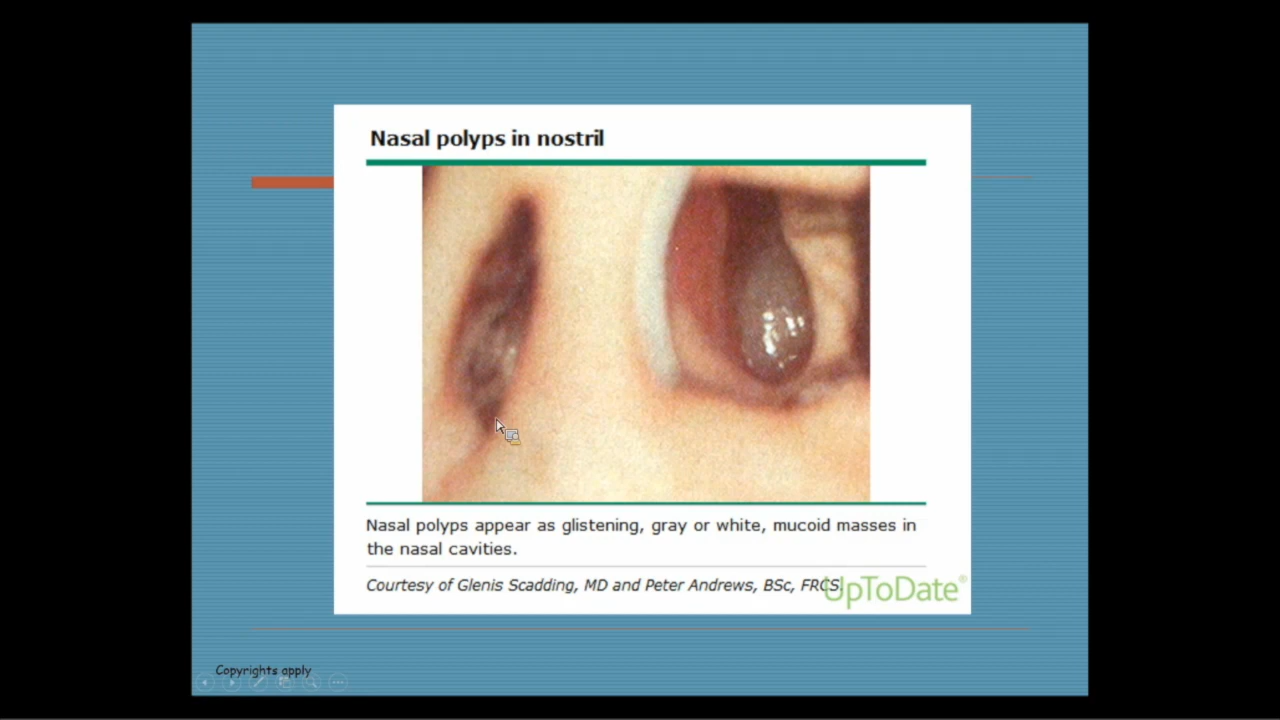 Nasal polyps in nostril
Nasal polyps appear as glistening, gray or white, mucoid masses in
the nasal cavities.
Courtesy of Glenis Scadding, MD and Peter Andrews, BSc, FRCS.
UpToDate®
Copyrights apply